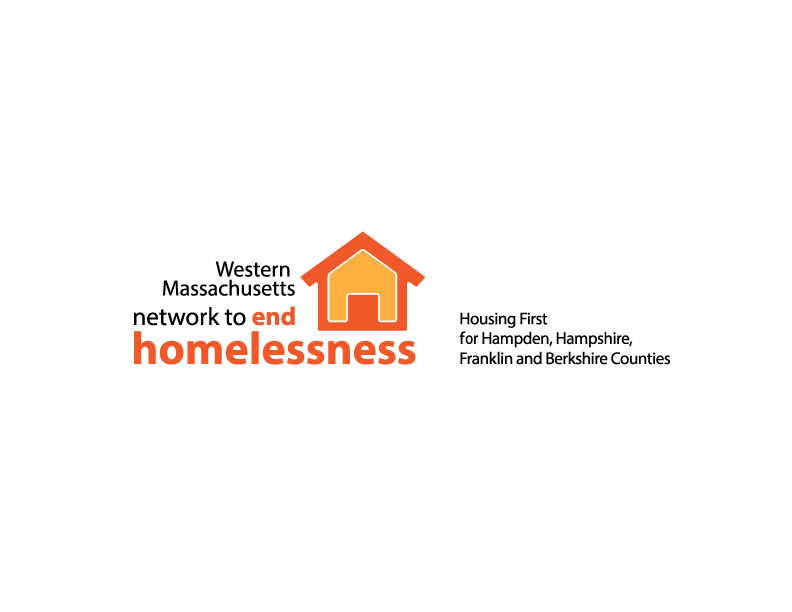 Western
Massachusetts
network to end
homelessness
Housing First
for Hampden, Hampshire,
Franklin and Berkshire Counties